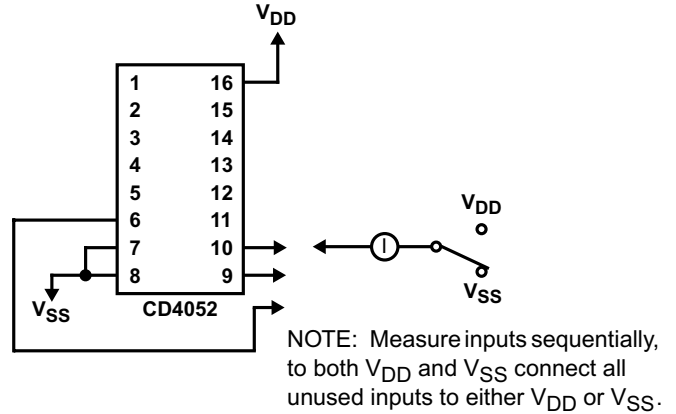 VDD
1 16
2 15
3 14
4 13
5 12
6 11
7 10
8 9
VSS
CD4052
I
VDD
VSS
NOTE: Measure inputs sequentially,
to both VDD and VSS connect all
unused inputs to either VDD or VSS.